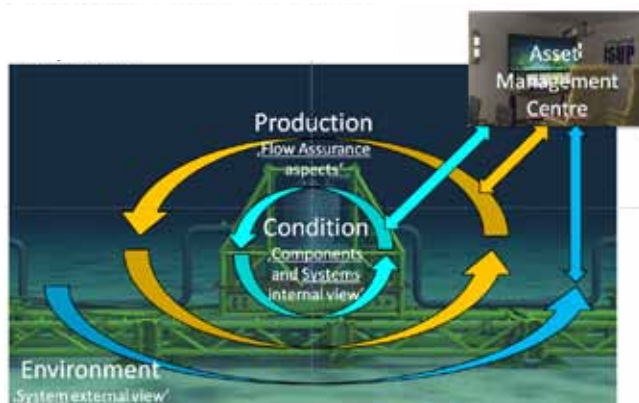 Asset
Management
Centre
Production
‚Flow Assurance
aspects‘
Condition
‚Components
and Systems
internal view‘
Environment
‚System external view‘